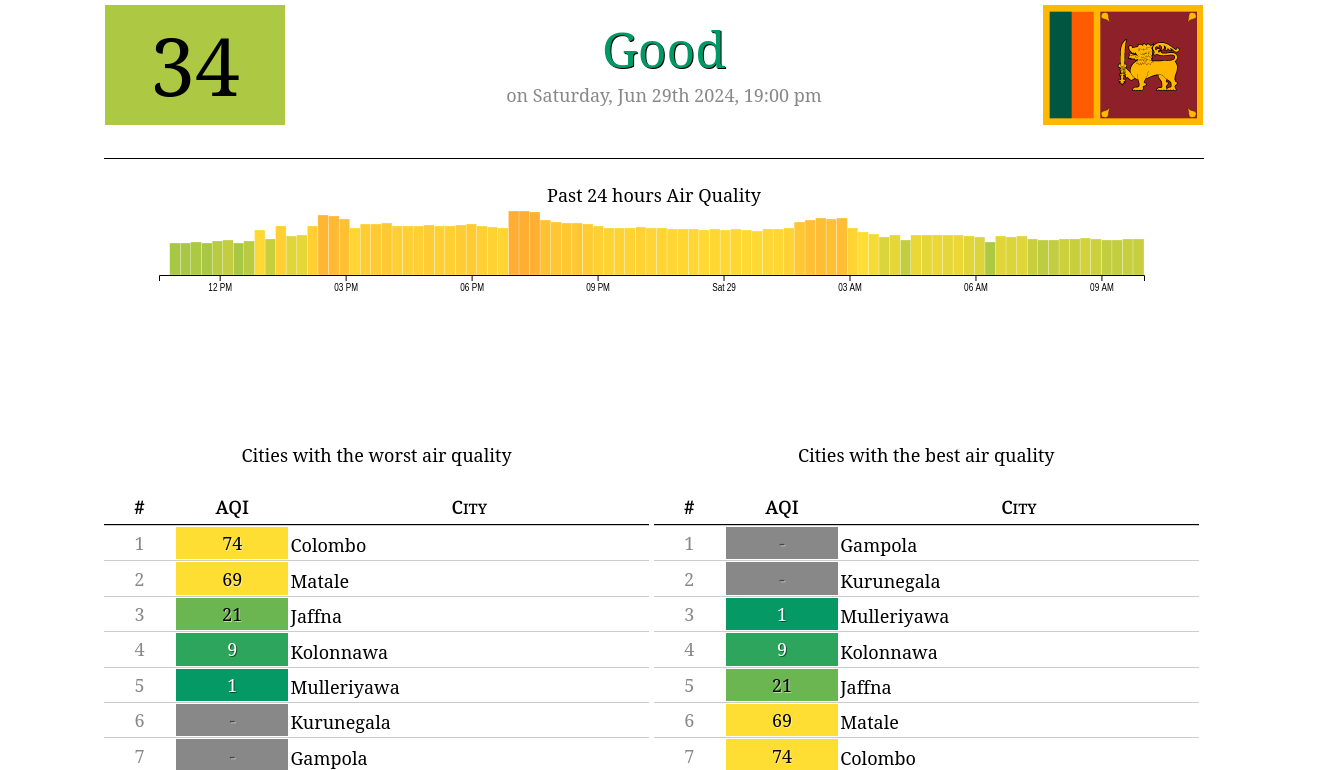 34
Good
on Saturday, Jun 29th 2024, 19:00 pm
Past 24 hours Air Quality
12 PM 03 PM 06 PM 09 PM Sat 29 03 AM 06 AM 09 AM
Cities with the worst air quality
# AQI City
1 74 Colombo
2 69 Matale
3 21 Jaffna
4 9 Kolonnawa
5 1 Mulleriyawa
6 - Kurunegala
7 - Gampola
Cities with the best air quality
# AQI City
1 - Gampola
2 - Kurunegala
3 1 Mulleriyawa
4 9 Kolonnawa
5 21 Jaffna
6 69 Matale
7 74 Colombo